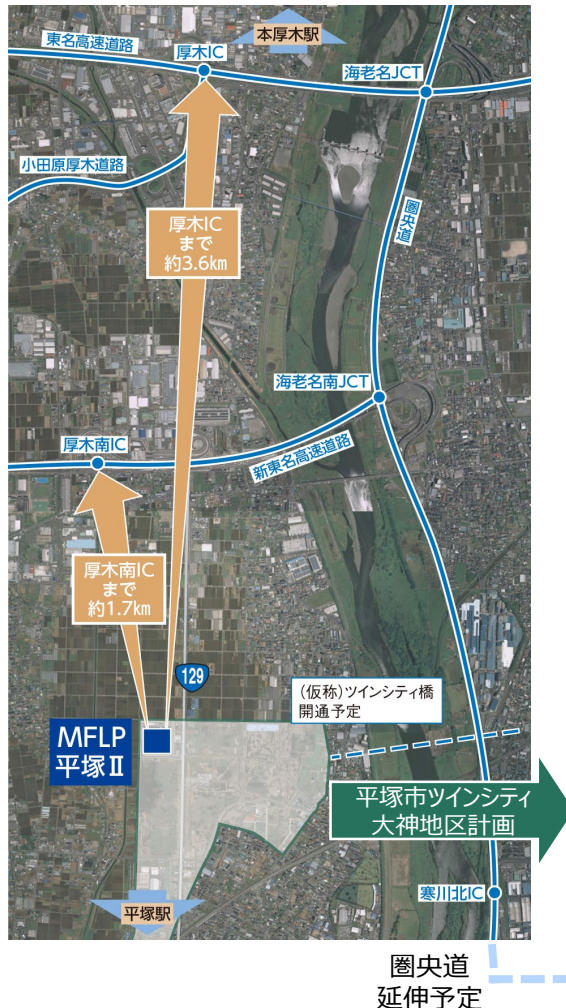 本厚木駅
東名高速道路
厚木IC
海老名JCT
小田原厚木道路
圏央道
厚木IC
まで
約3.6㎞
海老名南JCT
厚木南IC
新東名高速道路
厚木南IC
まで
約1.7㎞
129
(仮称)ツインシティ橋
開通予定
MFLP
平塚Ⅱ
平塚市ツインシティ
大神地区計画
寒川北IC
平塚駅
圏央道
延伸予定